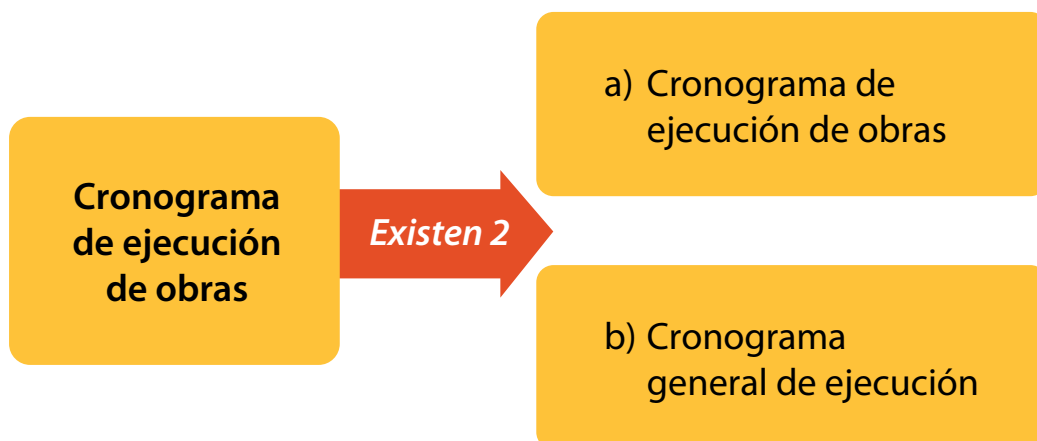 Cronograma
de ejecución
de obras
Existen 2
a) Cronograma de
ejecución de obras
b) Cronograma
general de ejecución